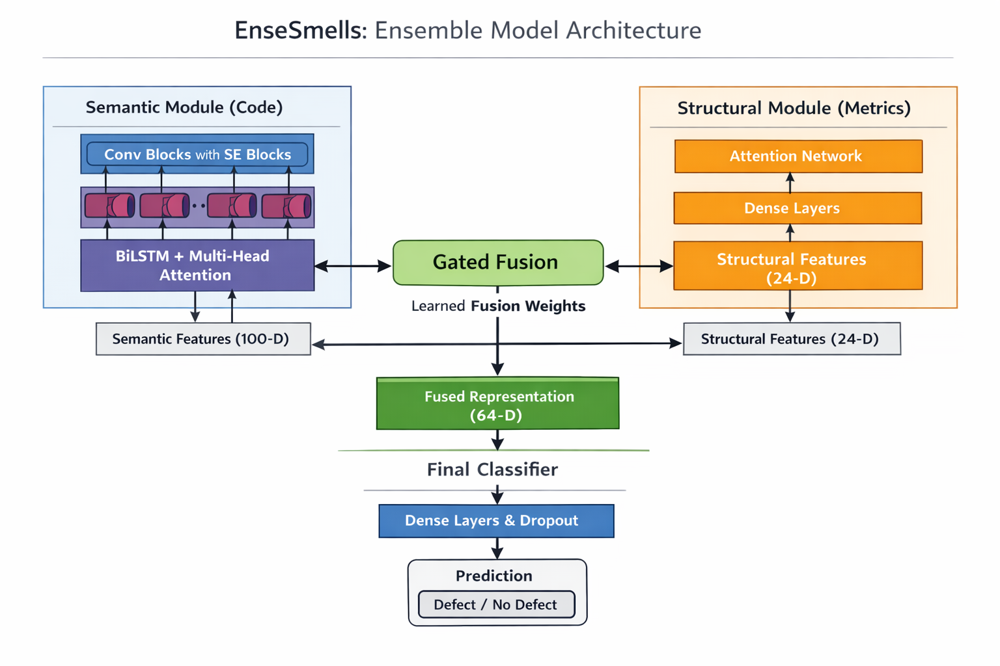 EnseSmells: Ensemble Model Architecture
Semantic Module (Code)
Conv Blocks with SE Blocks
BiLSTM + Multi-Head
Attention
Semantic Features (100-D)
Gated Fusion
Learned Fusion Weights
Structural Module (Metrics)
Attention Network
Dense Layers
Structural Features
(24-D)
Structural Features (24-D)
Fused Representation
(64-D)
Final Classifier
Dense Layers & Dropout
Prediction
Defect / No Defect